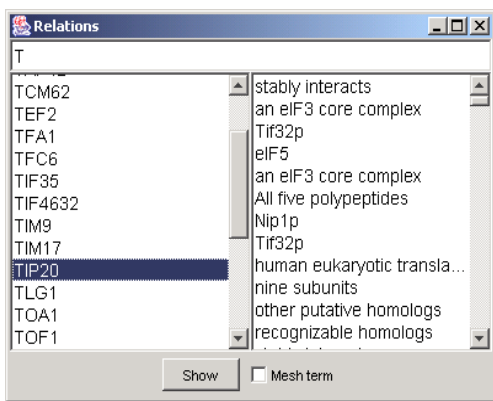 Relations
T
TCM62
TEF2
TFA1
TFC6
TIF35
TIF4632
TIM9
TIM17
TIP20
TLG1
TOA1
TOF1
stably interacts
an eIF3 core complex
Tif32p
eIF5
an eIF3 core complex
All five polypeptides
Nip1p
Tif32p
human eukaryotic transla...
nine subunits
other putative homologs
recognizable homologs
Show
Mesh term